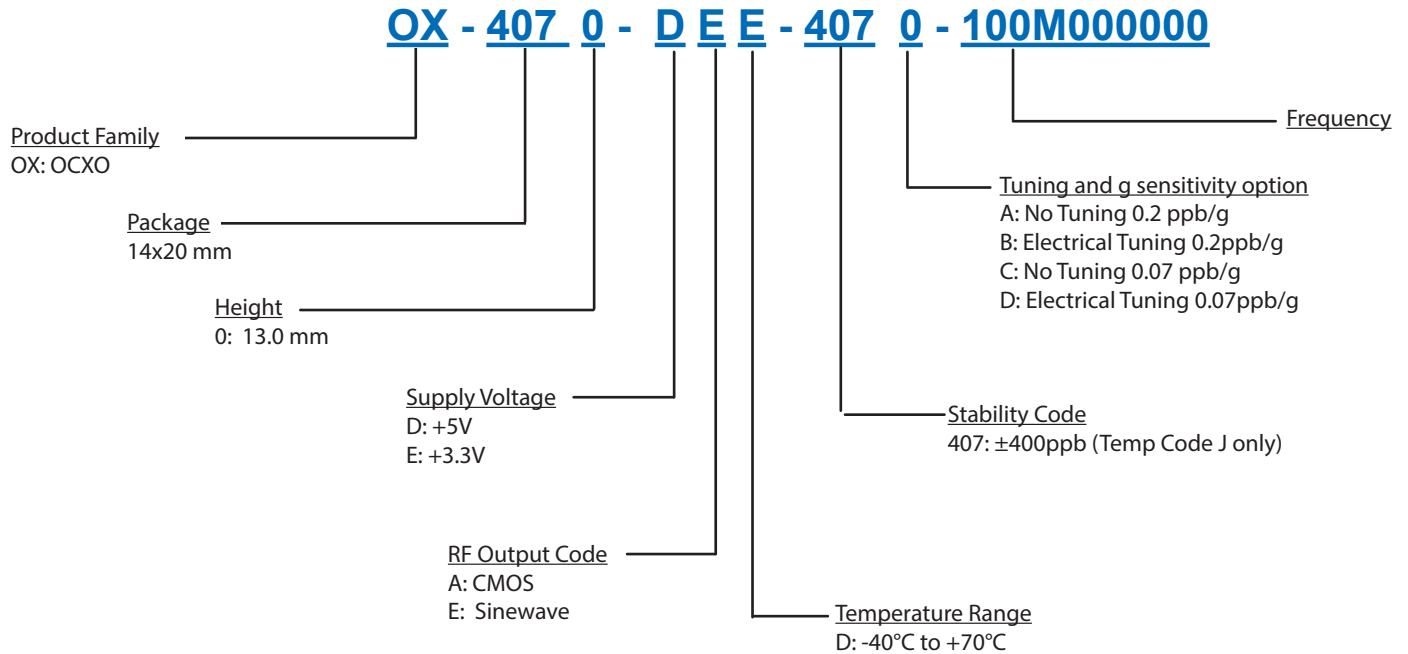 OX - 407 0 - D E E - 407 0 - 100M000000
Product Family
OX: OCXO
Package
14x20 mm
Height
0: 13.0 mm
Supply Voltage
D: +5V
E: +3.3V
RF Output Code
A: CMOS
E: Sinewave
Temperature Range
D: -40°C to +70°C
Stability Code
407: ±400ppb (Temp Code J only)
Tuning and g sensitivity option
A: No Tuning 0.2 ppb/g
B: Electrical Tuning 0.2ppb/g
C: No Tuning 0.07 ppb/g
D: Electrical Tuning 0.07ppb/g
Frequency